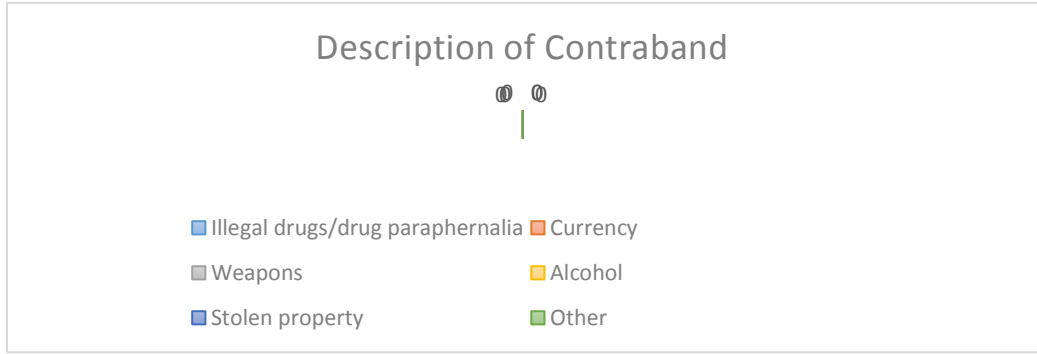 Description of Contraband
Illegal drugs/drug paraphernalia Currency
Weapons Alcohol
Stolen property Other